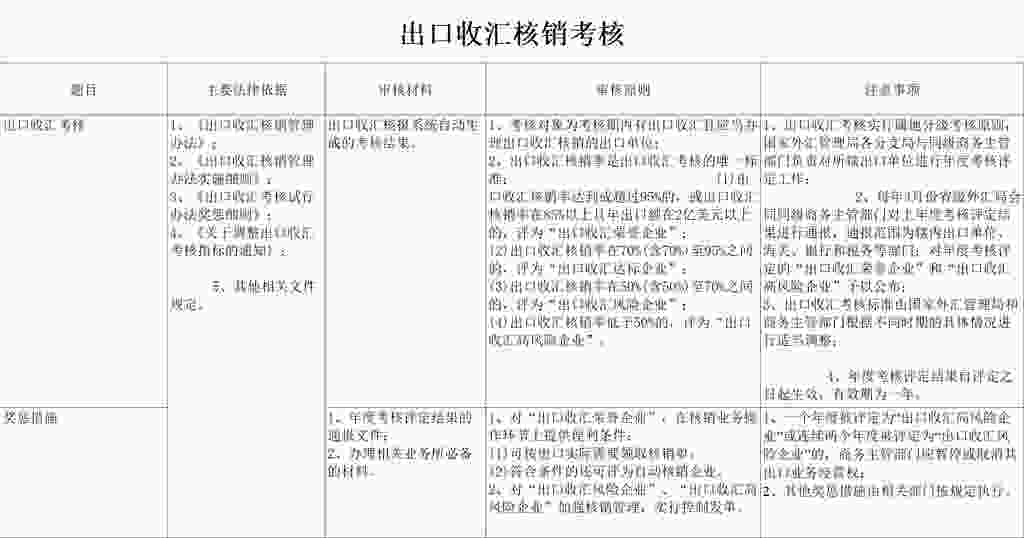 出口收汇核销考核
题目
主要法律依据
审核材料
审核原则
注意事项
出口收汇考核
1、《出口收汇核销管理
办法》；
2、《出口收汇核销管理
办法实施细则》；
3、《出口收汇考核试行
办法奖惩细则》；
4、《关于调整出口收汇
考核指标的通知》；
5、其他相关文件
规定。
出口收汇核报系统自动生
成的考核结果。
1、考核对象为考核期内有出口收汇且应当办
理出口收汇核销的出口单位；
2、出口收汇核销率是出口收汇考核的唯一标
准： (1)出
口收汇核销率达到或超过95%的，或出口收汇
核销率在85%以上且年出口额在2亿美元以上
的，评为“出口收汇荣誉企业”；
(2)出口收汇核销率在70%(含70%)至95%之间
的，评为“出口收汇达标企业”；
(3)出口收汇核销率在50%(含50%)至70%之间
的，评为“出口收汇风险企业”；
(4)出口收汇核销率低于50%的，评为“出口
收汇高风险企业”。
1、出口收汇考核实行属地分级考核原则，
国家外汇管理局各分支局与同级商务主管
部门负责对所辖出口单位进行年度考核评
定工作；
2、每年3月份省级外汇局会
同同级商务主管部门对上年度考核评定结
果进行通报，通报范围为辖内出口单位、
海关、银行和税务等部门；对年度考核评
定的“出口收汇荣誉企业”和“出口收汇
高风险企业”予以公布；
3、出口收汇考核标准由国家外汇管理局和
商务主管部门根据不同时期的具体情况进
行适当调整；
4、年度考核评定结果自评定之
日起生效，有效期为一年。
奖惩措施
1、年度考核评定结果的
通报文件；
2、办理相关业务所必备
的材料。
1、对“出口收汇荣誉企业”，在核销业务操
作环节上提供便利条件：
(1)可按出口实际需要领取核销单；
(2)符合条件的还可评为自动核销企业。
2、对“出口收汇风险企业”、“出口收汇高
风险企业”加强核销管理，实行控制发单。
1、一个年度被评定为“出口收汇高风险企
业”或连续两个年度被评定为“出口收汇风
险企业”的，商务主管部门应暂停或取消其
出口业务经营权；
2、其他奖惩措施由相关部门按规定执行。